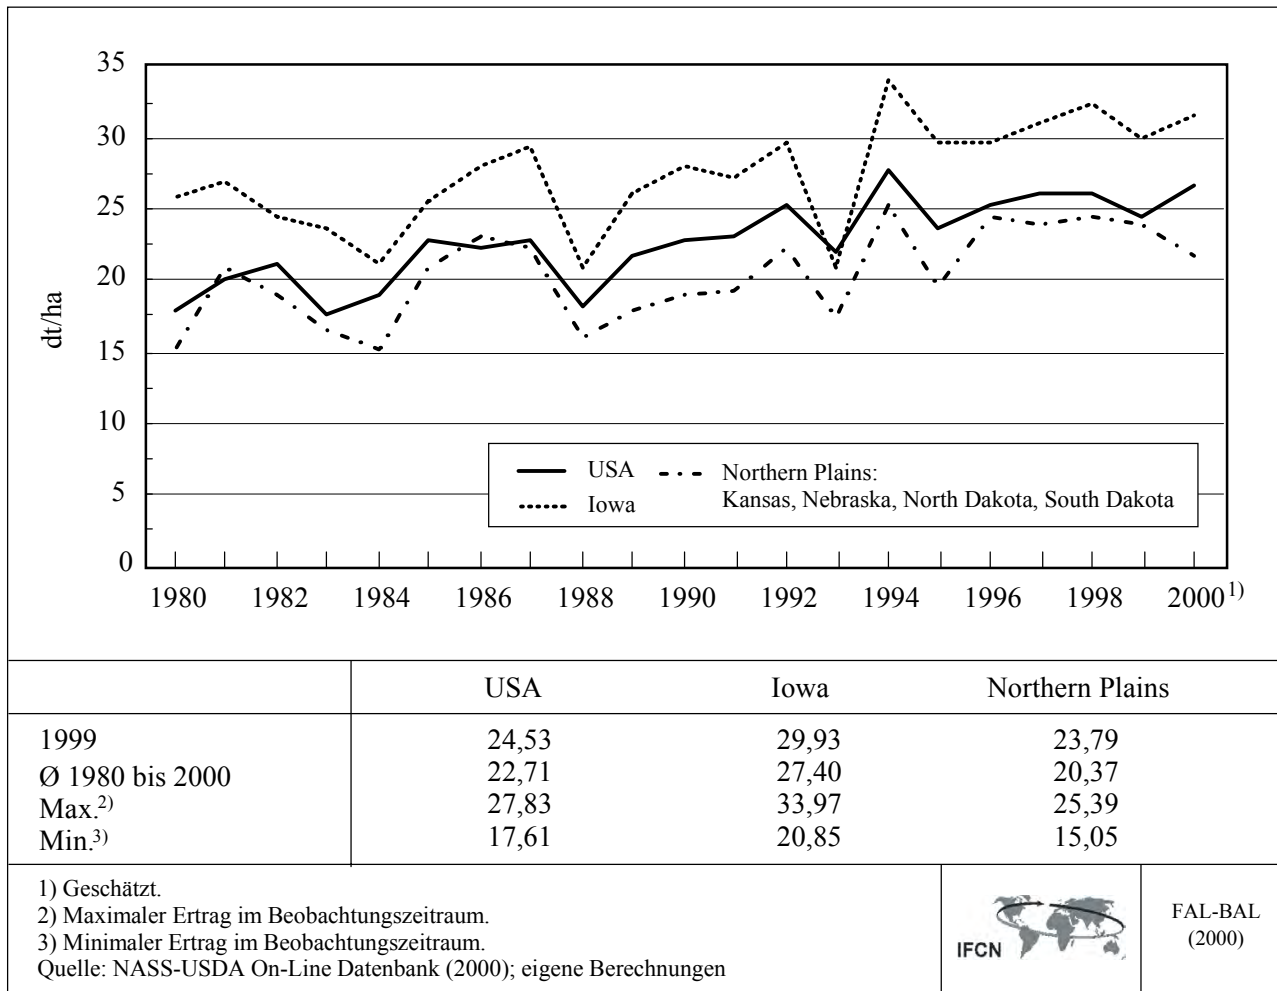 35
30
25
20
15
10
5
0
dt/ha
USA
Iowa
Northern Plains:
Kansas, Nebraska, North Dakota, South Dakota
1980 1982 1984 1986 1988 1990 1992 1994 1996 1998 2000¹⁾
USA Iowa Northern Plains
1999 24,53 29,93 23,79
Ø 1980 bis 2000 22,71 27,40 20,37
Max.²⁾ 27,83 33,97 25,39
Min.³⁾ 17,61 20,85 15,05
1) Geschätzt.
2) Maximaler Ertrag im Beobachtungszeitraum.
3) Minimaler Ertrag im Beobachtungszeitraum.
Quelle: NASS-USDA On-Line Datenbank (2000); eigene Berechnungen
IFCN
FAL-BAL
(2000)